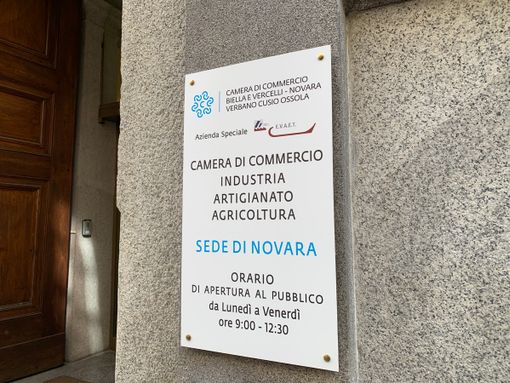 CAMERA DI COMMERCIO
BIELLA E VERCELLI - NOVARA
VERBANO CUSIO OSSOLA
Azienda Speciale E.V.A.E.T.
CAMERA DI COMMERCIO
INDUSTRIA
ARTIGIANATO
AGRICOLTURA
SEDE DI NOVARA
ORARIO
DI APERTURA AL PUBBLICO
da Lunedì a Venerdì
ore 9:00 - 12:30